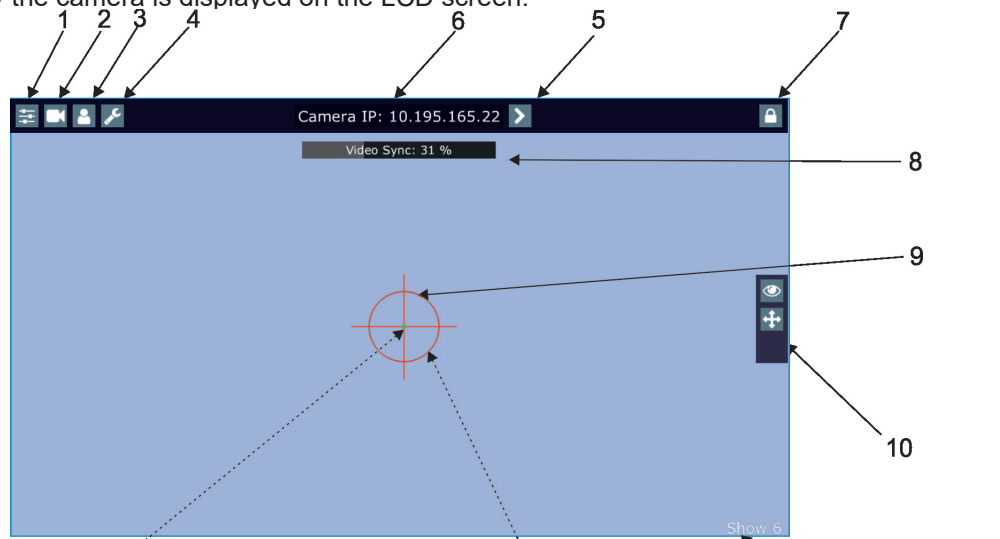 the camera is displayed on the LCD screen.
1 2 3 4 6 5 7
Camera IP: 10.195.165.22
Video Sync: 31 %
8
9
10
Show 6